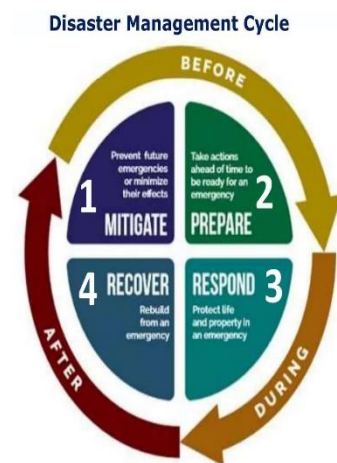 Disaster Management Cycle
BEFORE
Prevent future
emergencies
or minimize
their effects
1
MITIGATE
Take actions
ahead of time to
be ready for an
emergency
2
PREPARE
4 RECOVER
Rebuild
from an
emergency
RESPOND 3
Protect life
and property in
an emergency
AFTER
DURING